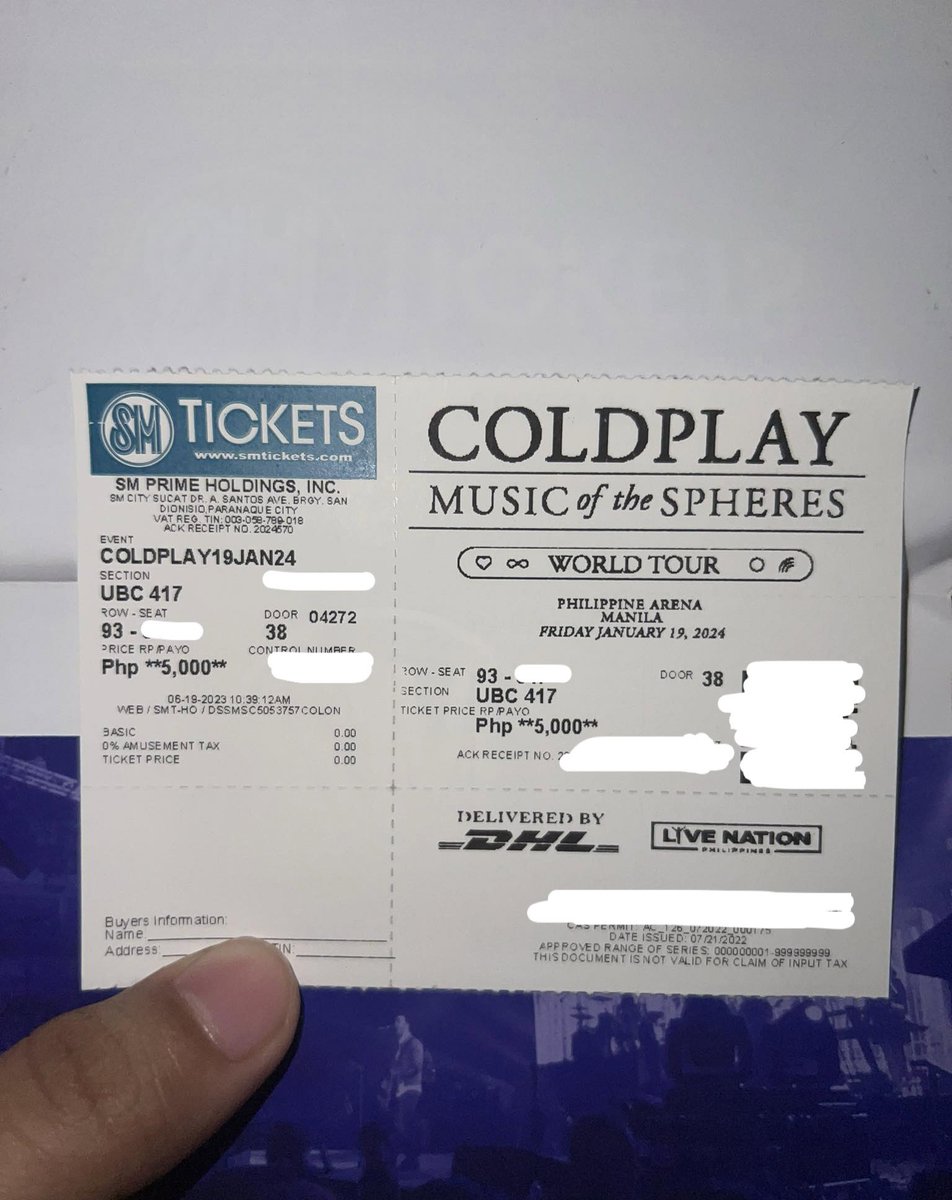 SM TICKETS
www.smtickets.com
SM PRIME HOLDINGS, INC.
SM CITY SUCAT DR. A. SANTOS AVE. BRGY. SAN
DIONISIO,PARANAQUE CITY
VAT REG. TIN: 003-058-789-018
ACK RECEIPT NO. 2024570
EVENT
COLDPLAY19JAN24
SECTION
UBC 417
ROW - SEAT DOOR 04272
93 - 38
PRICE RP/PAYO CONTROL NUMBER
Php **5,000**
06-19-2023 10:39:12AM
WEB / SMT-HO / DSSMSC5053757COLON
BASIC 0.00
0% AMUSEMENT TAX 0.00
TICKET PRICE 0.00
Buyers Information:
Name:
Address: TIN:
COLDPLAY
MUSIC of the SPHERES
WORLD TOUR
PHILIPPINE ARENA
MANILA
FRIDAY JANUARY 19, 2024
ROW - SEAT 93 - DOOR 38
SECTION UBC 417
TICKET PRICE RP/PAYO
Php **5,000**
ACK RECEIPT NO.
DELIVERED BY
DHL
LIVE NATION
PHILIPPINES
CAS PERMIT: AC_126_072022_000175
DATE ISSUED: 07/21/2022
APPROVED RANGE OF SERIES: 000000001-999999999
THIS DOCUMENT IS NOT VALID FOR CLAIM OF INPUT TAX